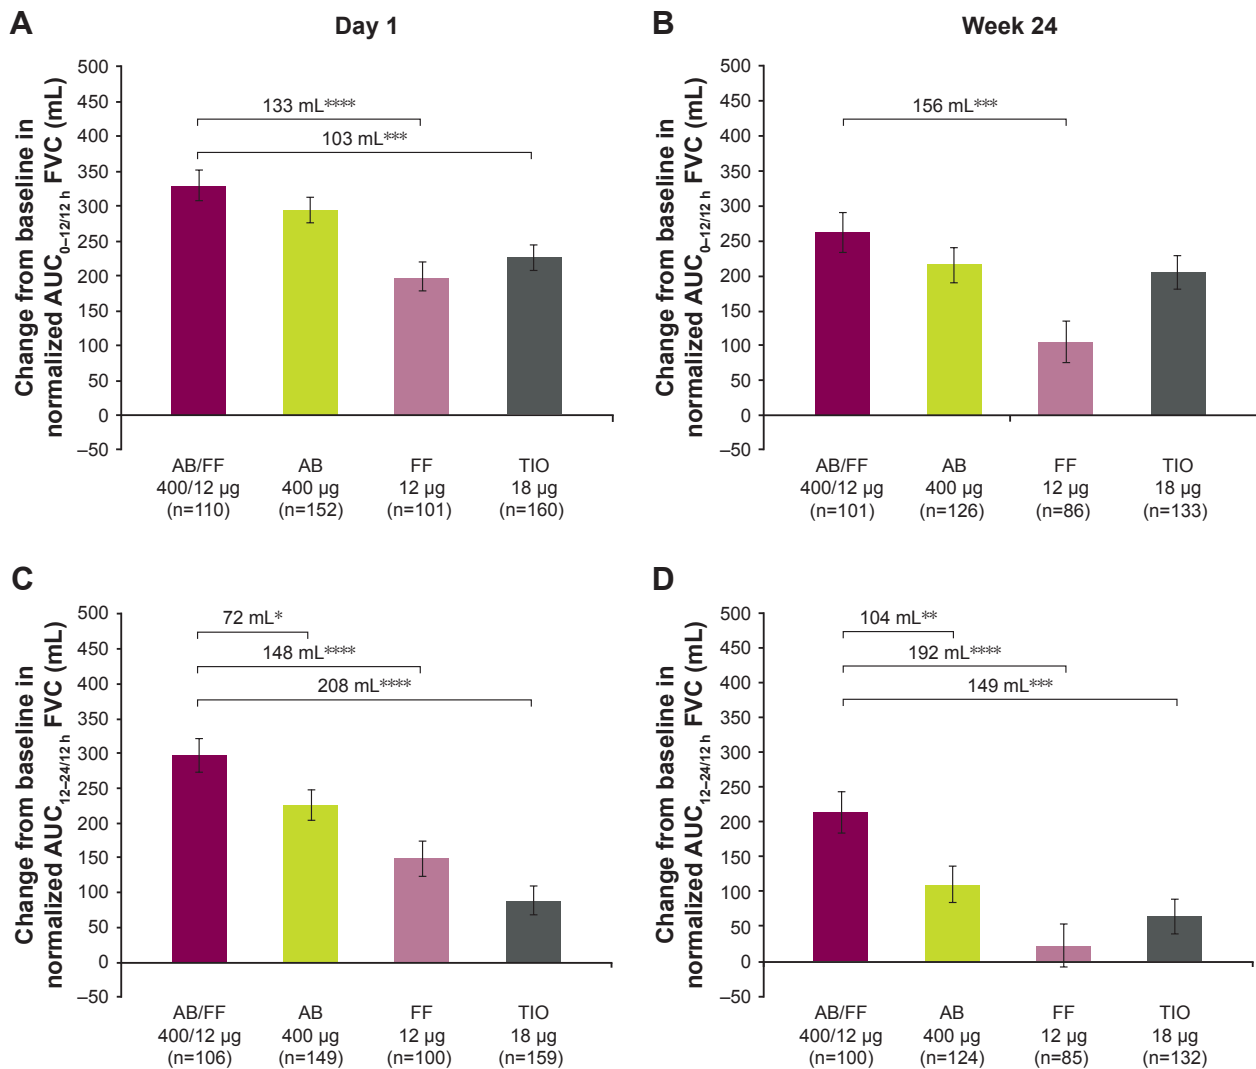 A
Day 1
Change from baseline in
normalized AUC0–12/12 h FVC (mL)
500
450
400
350
300
250
200
150
100
50
0
–50
133 mL****
103 mL***
AB/FF
400/12 µg
(n=110)
AB
400 µg
(n=152)
FF
12 µg
(n=101)
TIO
18 µg
(n=160)
B
Week 24
Change from baseline in
normalized AUC0–12/12 h FVC (mL)
500
450
400
350
300
250
200
150
100
50
0
–50
156 mL***
AB/FF
400/12 µg
(n=101)
AB
400 µg
(n=126)
FF
12 µg
(n=86)
TIO
18 µg
(n=133)
C
Change from baseline in
normalized AUC12–24/12 h FVC (mL)
500
450
400
350
300
250
200
150
100
50
0
–50
72 mL*
148 mL****
208 mL****
AB/FF
400/12 µg
(n=106)
AB
400 µg
(n=149)
FF
12 µg
(n=100)
TIO
18 µg
(n=159)
D
Change from baseline in
normalized AUC12–24/12 h FVC (mL)
500
450
400
350
300
250
200
150
100
50
0
–50
104 mL**
192 mL****
149 mL***
AB/FF
400/12 µg
(n=100)
AB
400 µg
(n=124)
FF
12 µg
(n=85)
TIO
18 µg
(n=132)